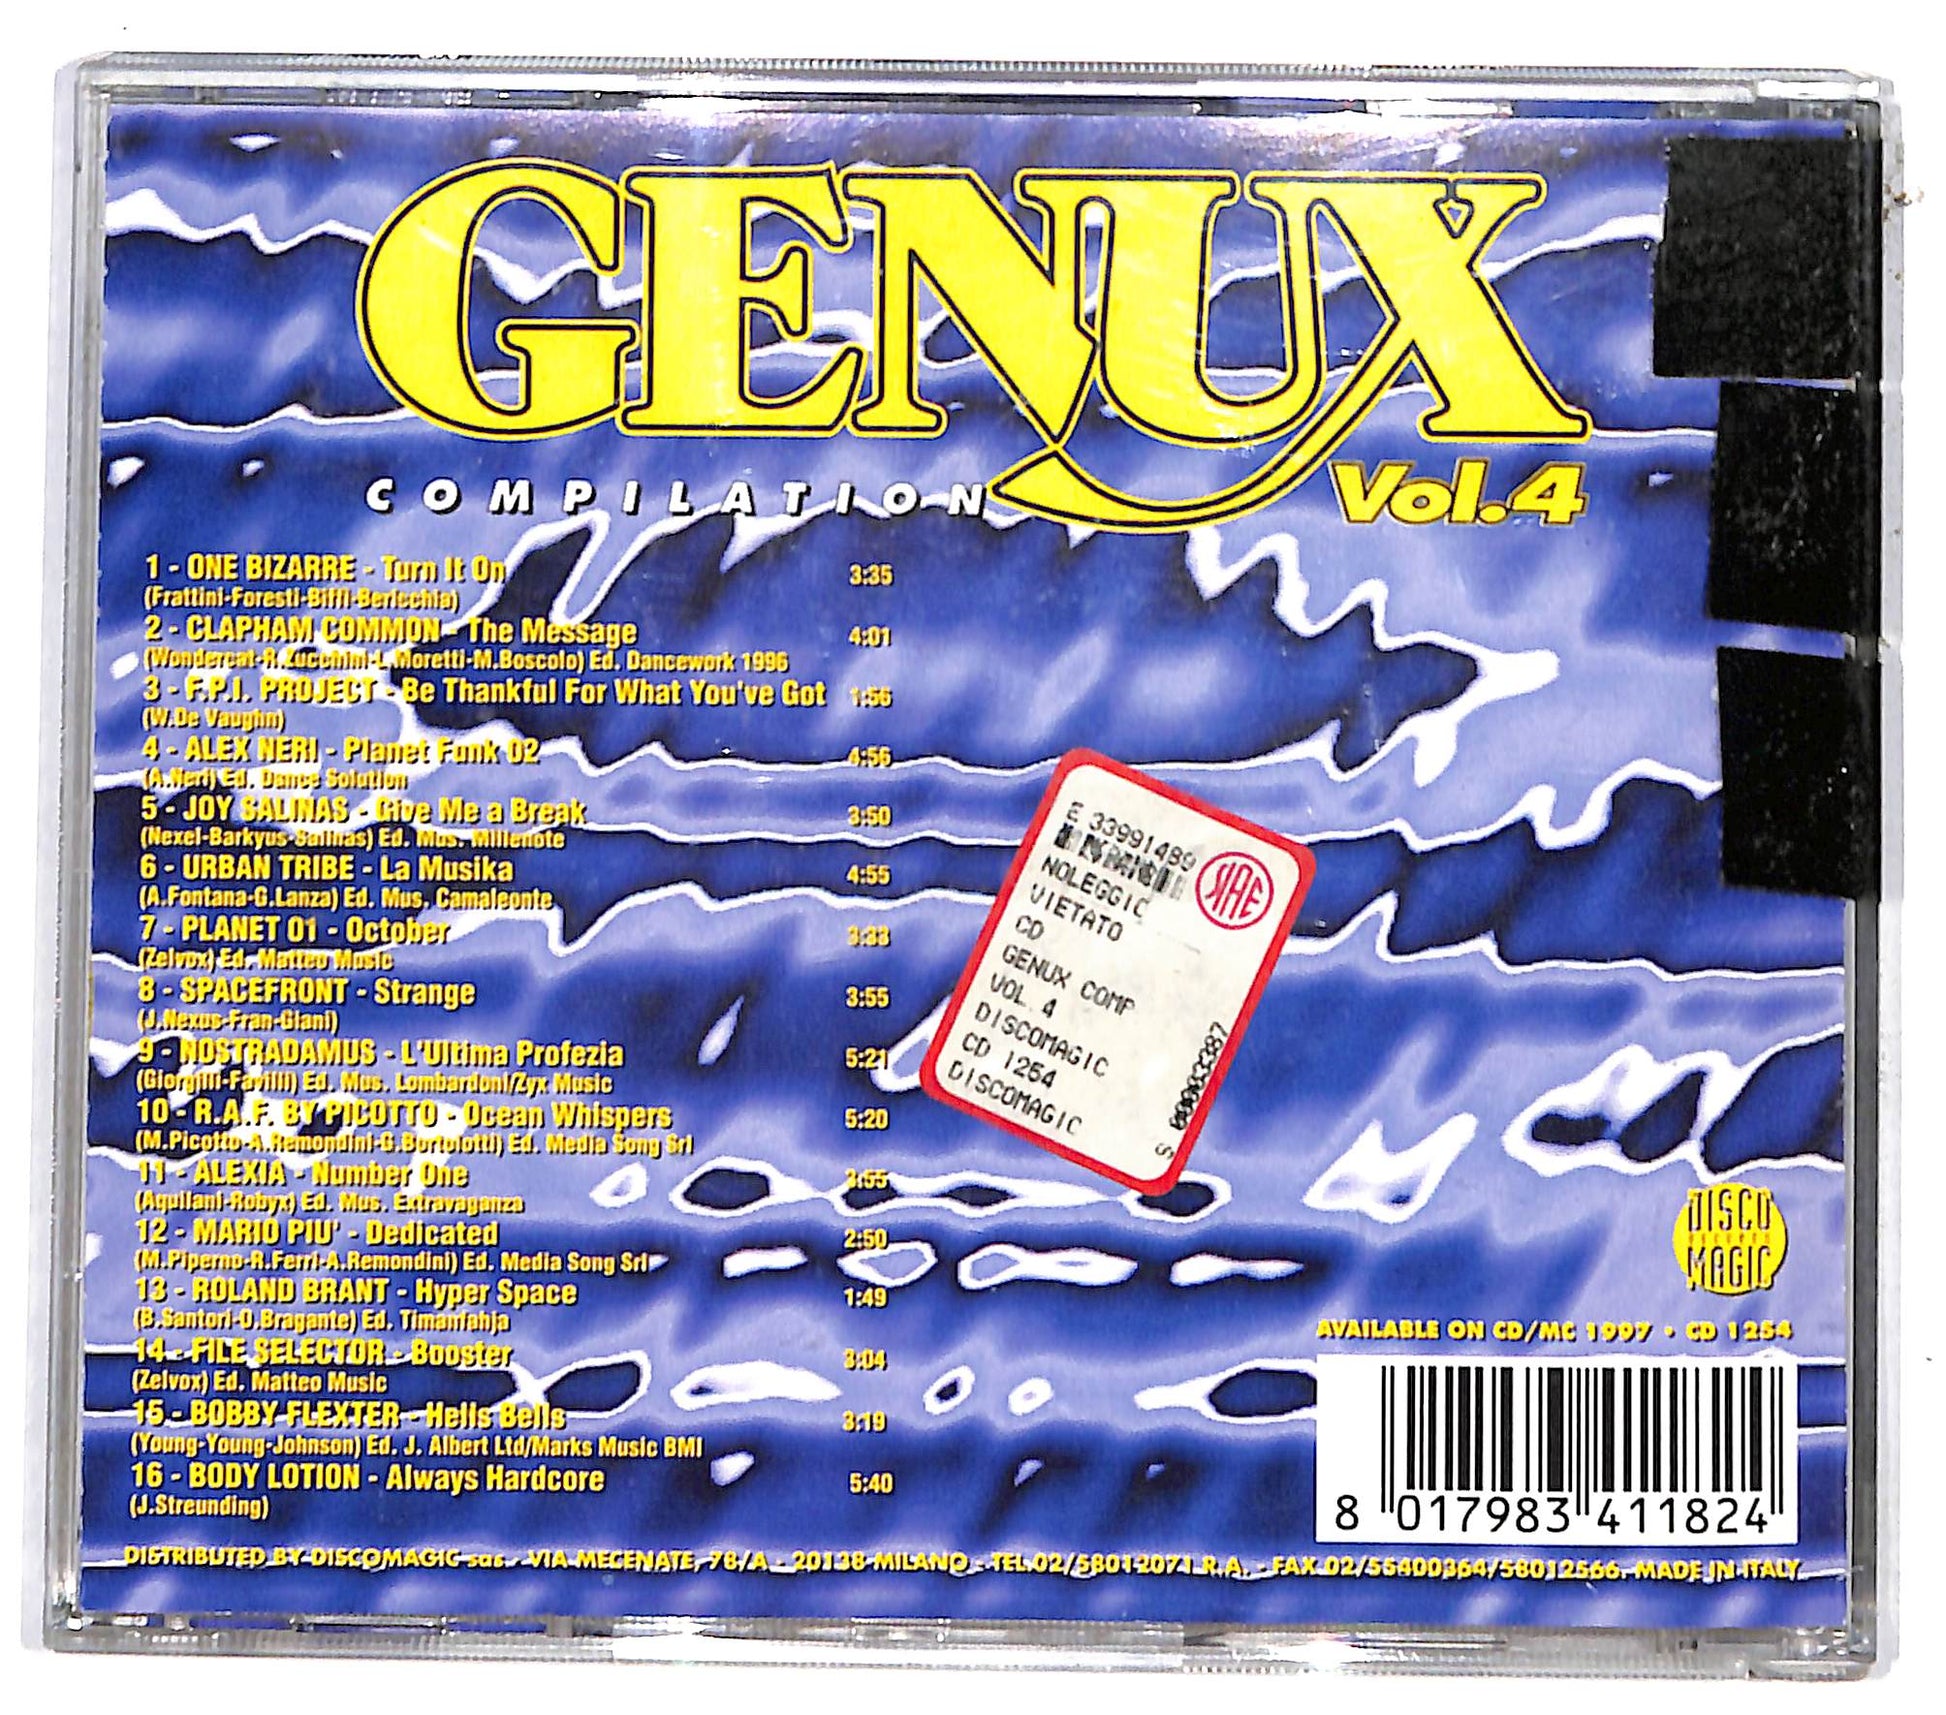 GENUX
COMPILATION
Vol.4
1 - ONE BIZARRE - Turn It On 3:35
(Frattini-Foresti-Biffi-Bericchia)
2 - CLAPHAM COMMON - The Message 4:01
(Wondercat-R.Zucchini-L.Moretti-M.Boscolo) Ed. Dancework 1996
3 - F.P.I. PROJECT - Be Thankful For What You've Got 1:56
(W.De Vaughn)
4 - ALEX NERI - Planet Funk 02 4:56
(A.Neri) Ed. Dance Solution
5 - JOY SALINAS - Give Me a Break 3:50
(Nexel-Barkyus-Salinas) Ed. Mus. Millenote
6 - URBAN TRIBE - La Musika 4:55
(A.Fontana-G.Lanza) Ed. Mus. Camaleonte
7 - PLANET 01 - October 3:33
(Zelvox) Ed. Matteo Music
8 - SPACEFRONT - Strange 3:55
(J.Nexus-Fran-Giani)
9 - NOSTRADAMUS - L'Ultima Profezia 5:21
(Giorgilli-Favilli) Ed. Mus. Lombardoni/Zyx Music
10 - R.A.F. BY PICOTTO - Ocean Whispers 5:20
(M.Picotto-A.Remondini-G.Bortolotti) Ed. Media Song Srl
11 - ALEXIA - Number One 3:55
(Aguliani-Robyx) Ed. Mus. Extravaganza
12 - MARIO PIU' - Dedicated 2:50
(M.Piperno-R.Ferri-A.Remondini) Ed. Media Song Srl
13 - ROLAND BRANT - Hyper Space 1:49
(B.Santori-O.Bragante) Ed. Timanfahja
14 - FILE SELECTOR - Booster 3:04
(Zelvox) Ed. Matteo Music
15 - BOBBY FLEXTER - Hells Bells 3:19
(Young-Young-Johnson) Ed. J. Albert Ltd/Marks Music BMI
16 - BODY LOTION - Always Hardcore 5:40
(J.Streunding)
E 33991489
SIAE
NOLEGGIO
VIETATO
CD
GENUX COMP
VOL. 4
DISCOMAGIC
CD 1254
DISCOMAGIC
DISCO
MAGIC
AVAILABLE ON CD/MC 1997 • CD 1254
8 017983 411824
DISTRIBUTED BY DISCOMAGIC sas. - VIA MECENATE, 78/A - 20138 MILANO - TEL.02/58012071 R.A. - FAX 02/55400364/58012566. MADE IN ITALY